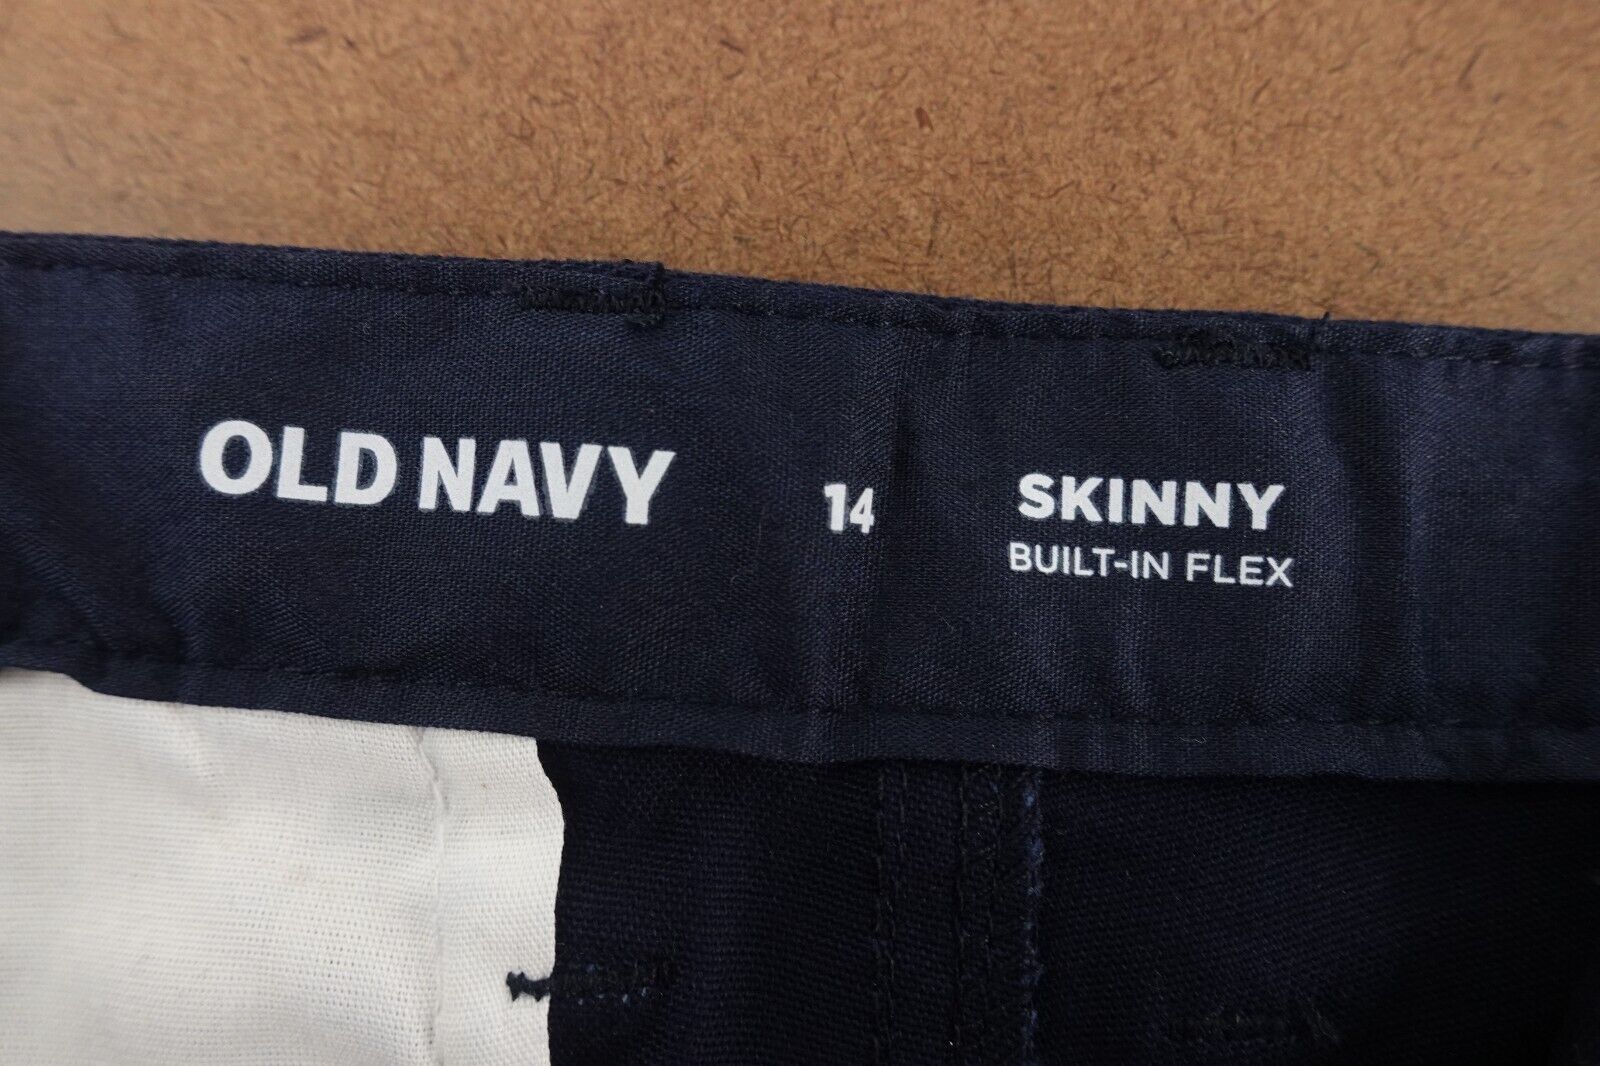 OLD NAVY
14
SKINNY
BUILT-IN FLEX